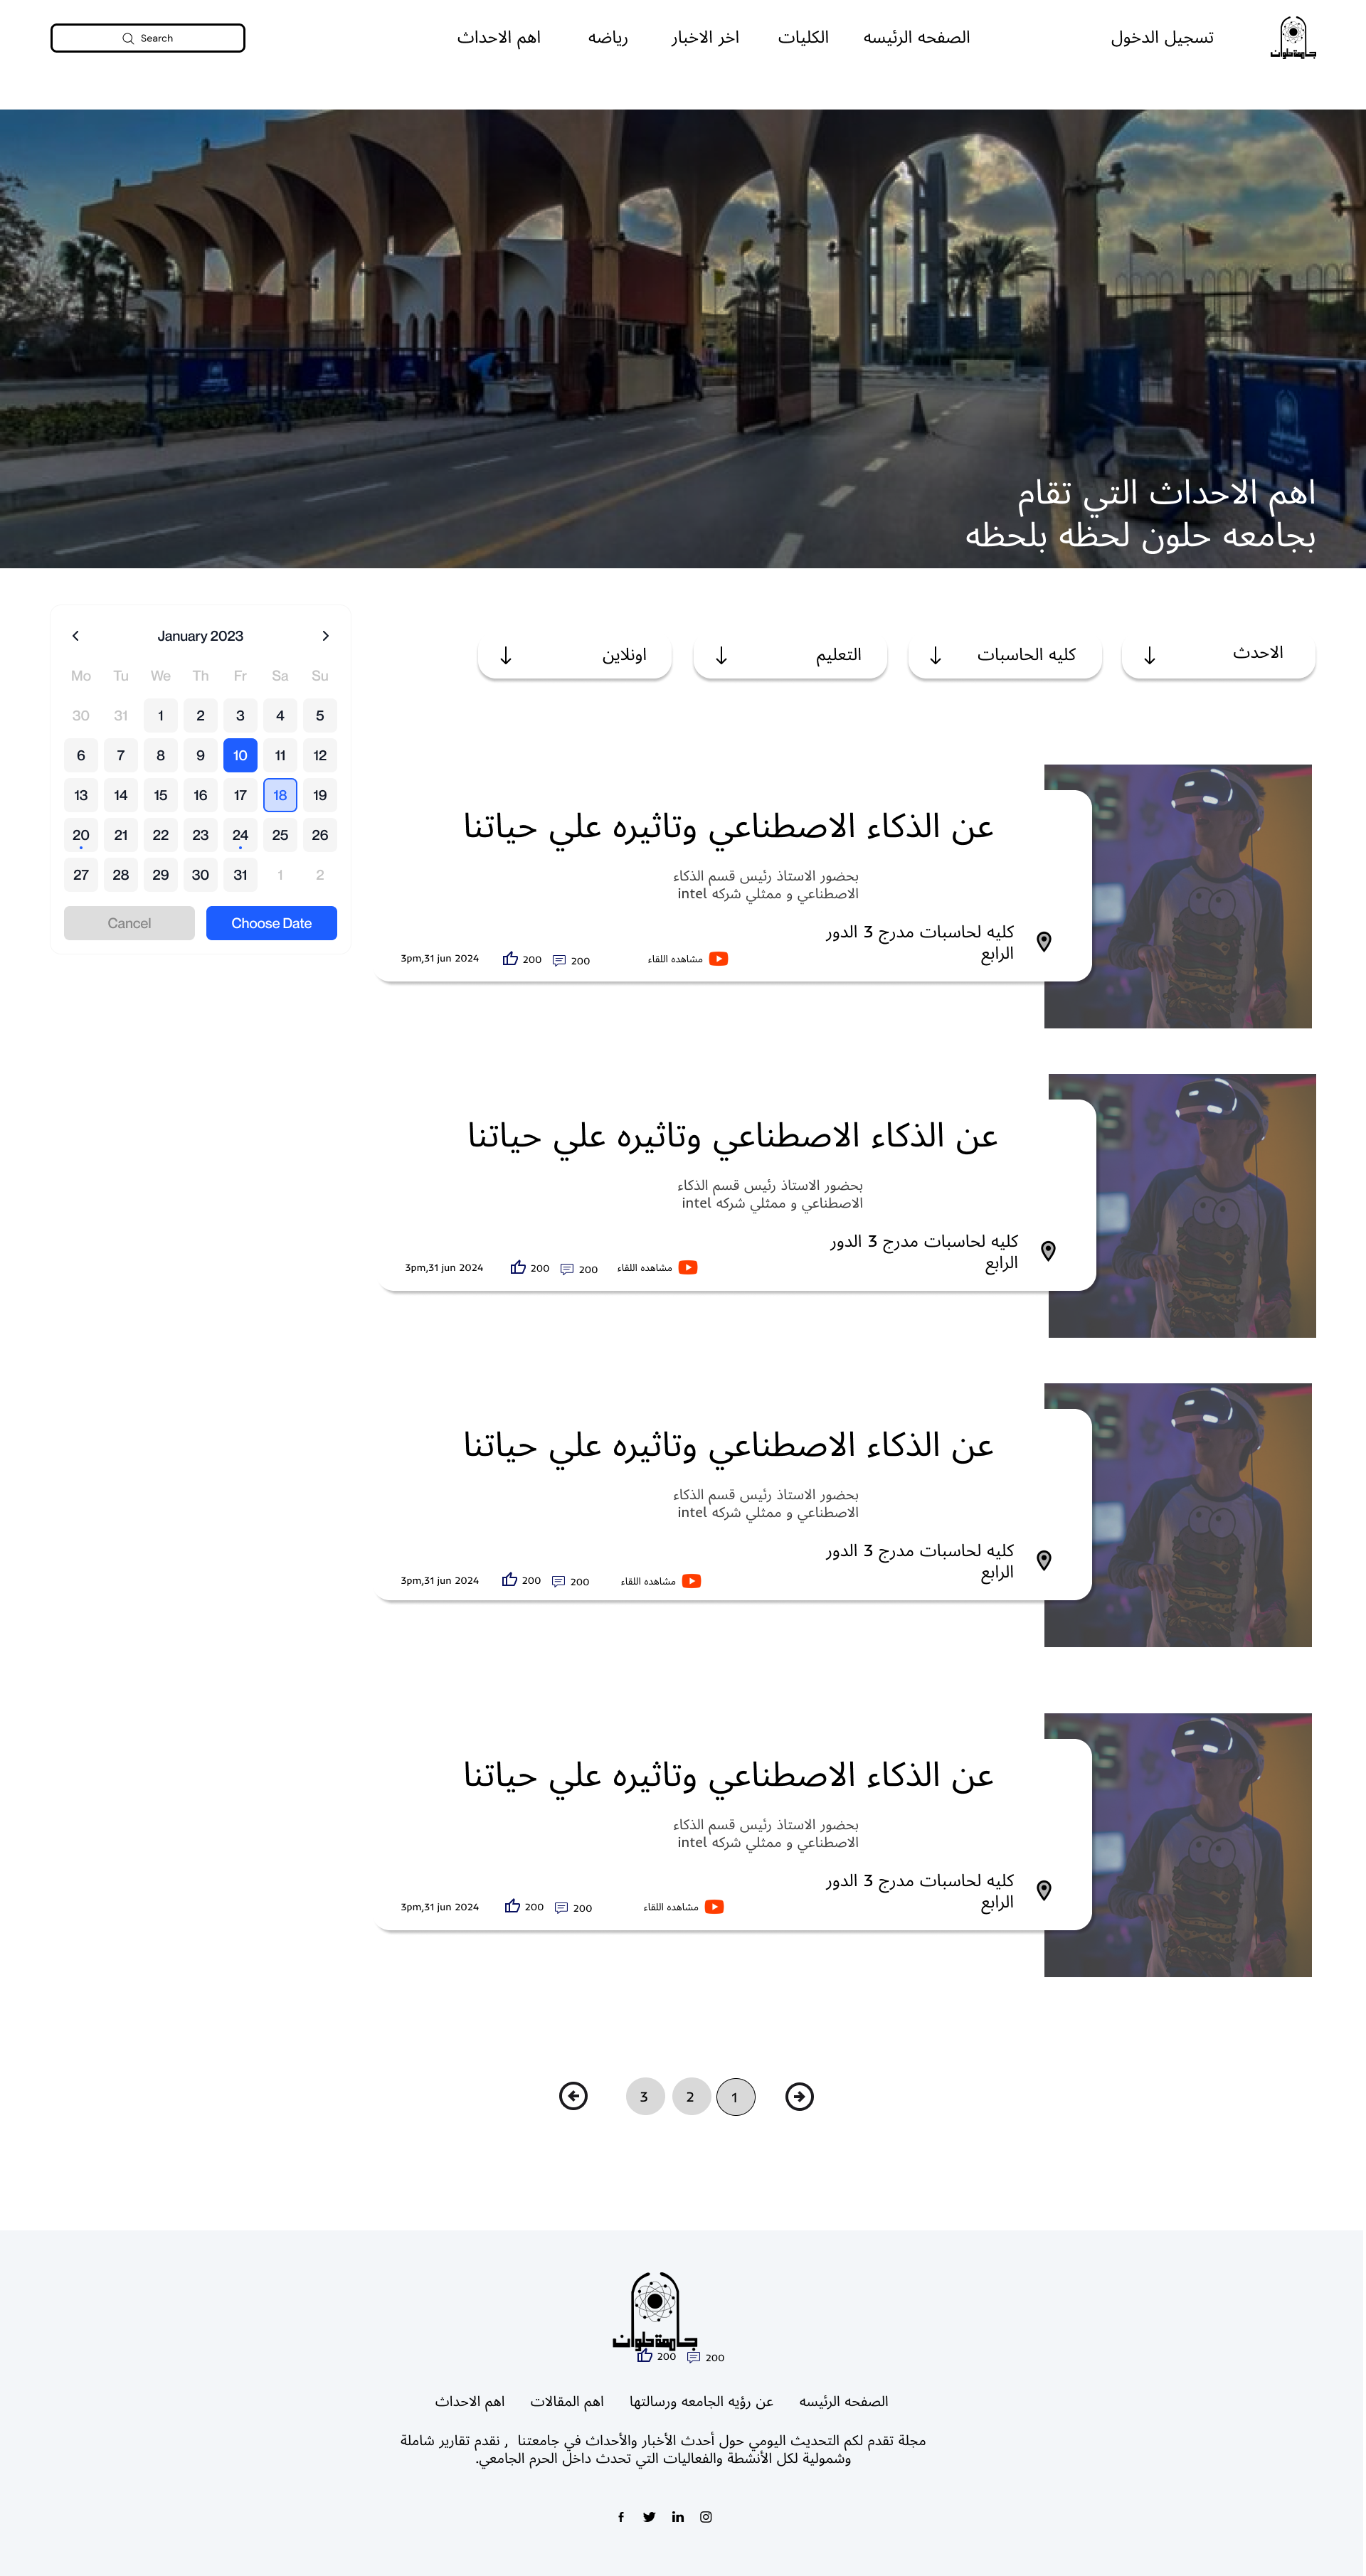 جامعة حلوان
تسجيل الدخول
الصفحه الرئيسه
الكليات
اخر الاخبار
رياضه
اهم الاحداث
Search
اهم الاحداث التي تقام
بجامعه حلون لحظه بلحظه
الاحدث
كليه الحاسبات
التعليم
اونلاين
January 2023
Mo Tu We Th Fr Sa Su
30 31 1 2 3 4 5
6 7 8 9 10 11 12
13 14 15 16 17 18 19
20 21 22 23 24 25 26
27 28 29 30 31 1 2
Cancel Choose Date
عن الذكاء الاصطناعي وتاثيره علي حياتنا
بحضور الاستاذ رئيس قسم الذكاء
الاصطناعي و ممثلي شركه intel
كليه لحاسبات مدرج 3 الدور
الرابع
مشاهده اللقاء
200
200
3pm,31 jun 2024
عن الذكاء الاصطناعي وتاثيره علي حياتنا
بحضور الاستاذ رئيس قسم الذكاء
الاصطناعي و ممثلي شركه intel
كليه لحاسبات مدرج 3 الدور
الرابع
مشاهده اللقاء
200
200
3pm,31 jun 2024
عن الذكاء الاصطناعي وتاثيره علي حياتنا
بحضور الاستاذ رئيس قسم الذكاء
الاصطناعي و ممثلي شركه intel
كليه لحاسبات مدرج 3 الدور
الرابع
مشاهده اللقاء
200
200
3pm,31 jun 2024
عن الذكاء الاصطناعي وتاثيره علي حياتنا
بحضور الاستاذ رئيس قسم الذكاء
الاصطناعي و ممثلي شركه intel
كليه لحاسبات مدرج 3 الدور
الرابع
مشاهده اللقاء
200
200
3pm,31 jun 2024
1
2
3
جامعة حلوان
200
200
الصفحه الرئيسه
عن رؤيه الجامعه ورسالتها
اهم المقالات
اهم الاحداث
مجلة تقدم لكم التحديث اليومي حول أحدث الأخبار والأحداث في جامعتنا , نقدم تقارير شاملة
وشمولية لكل الأنشطة والفعاليات التي تحدث داخل الحرم الجامعي.